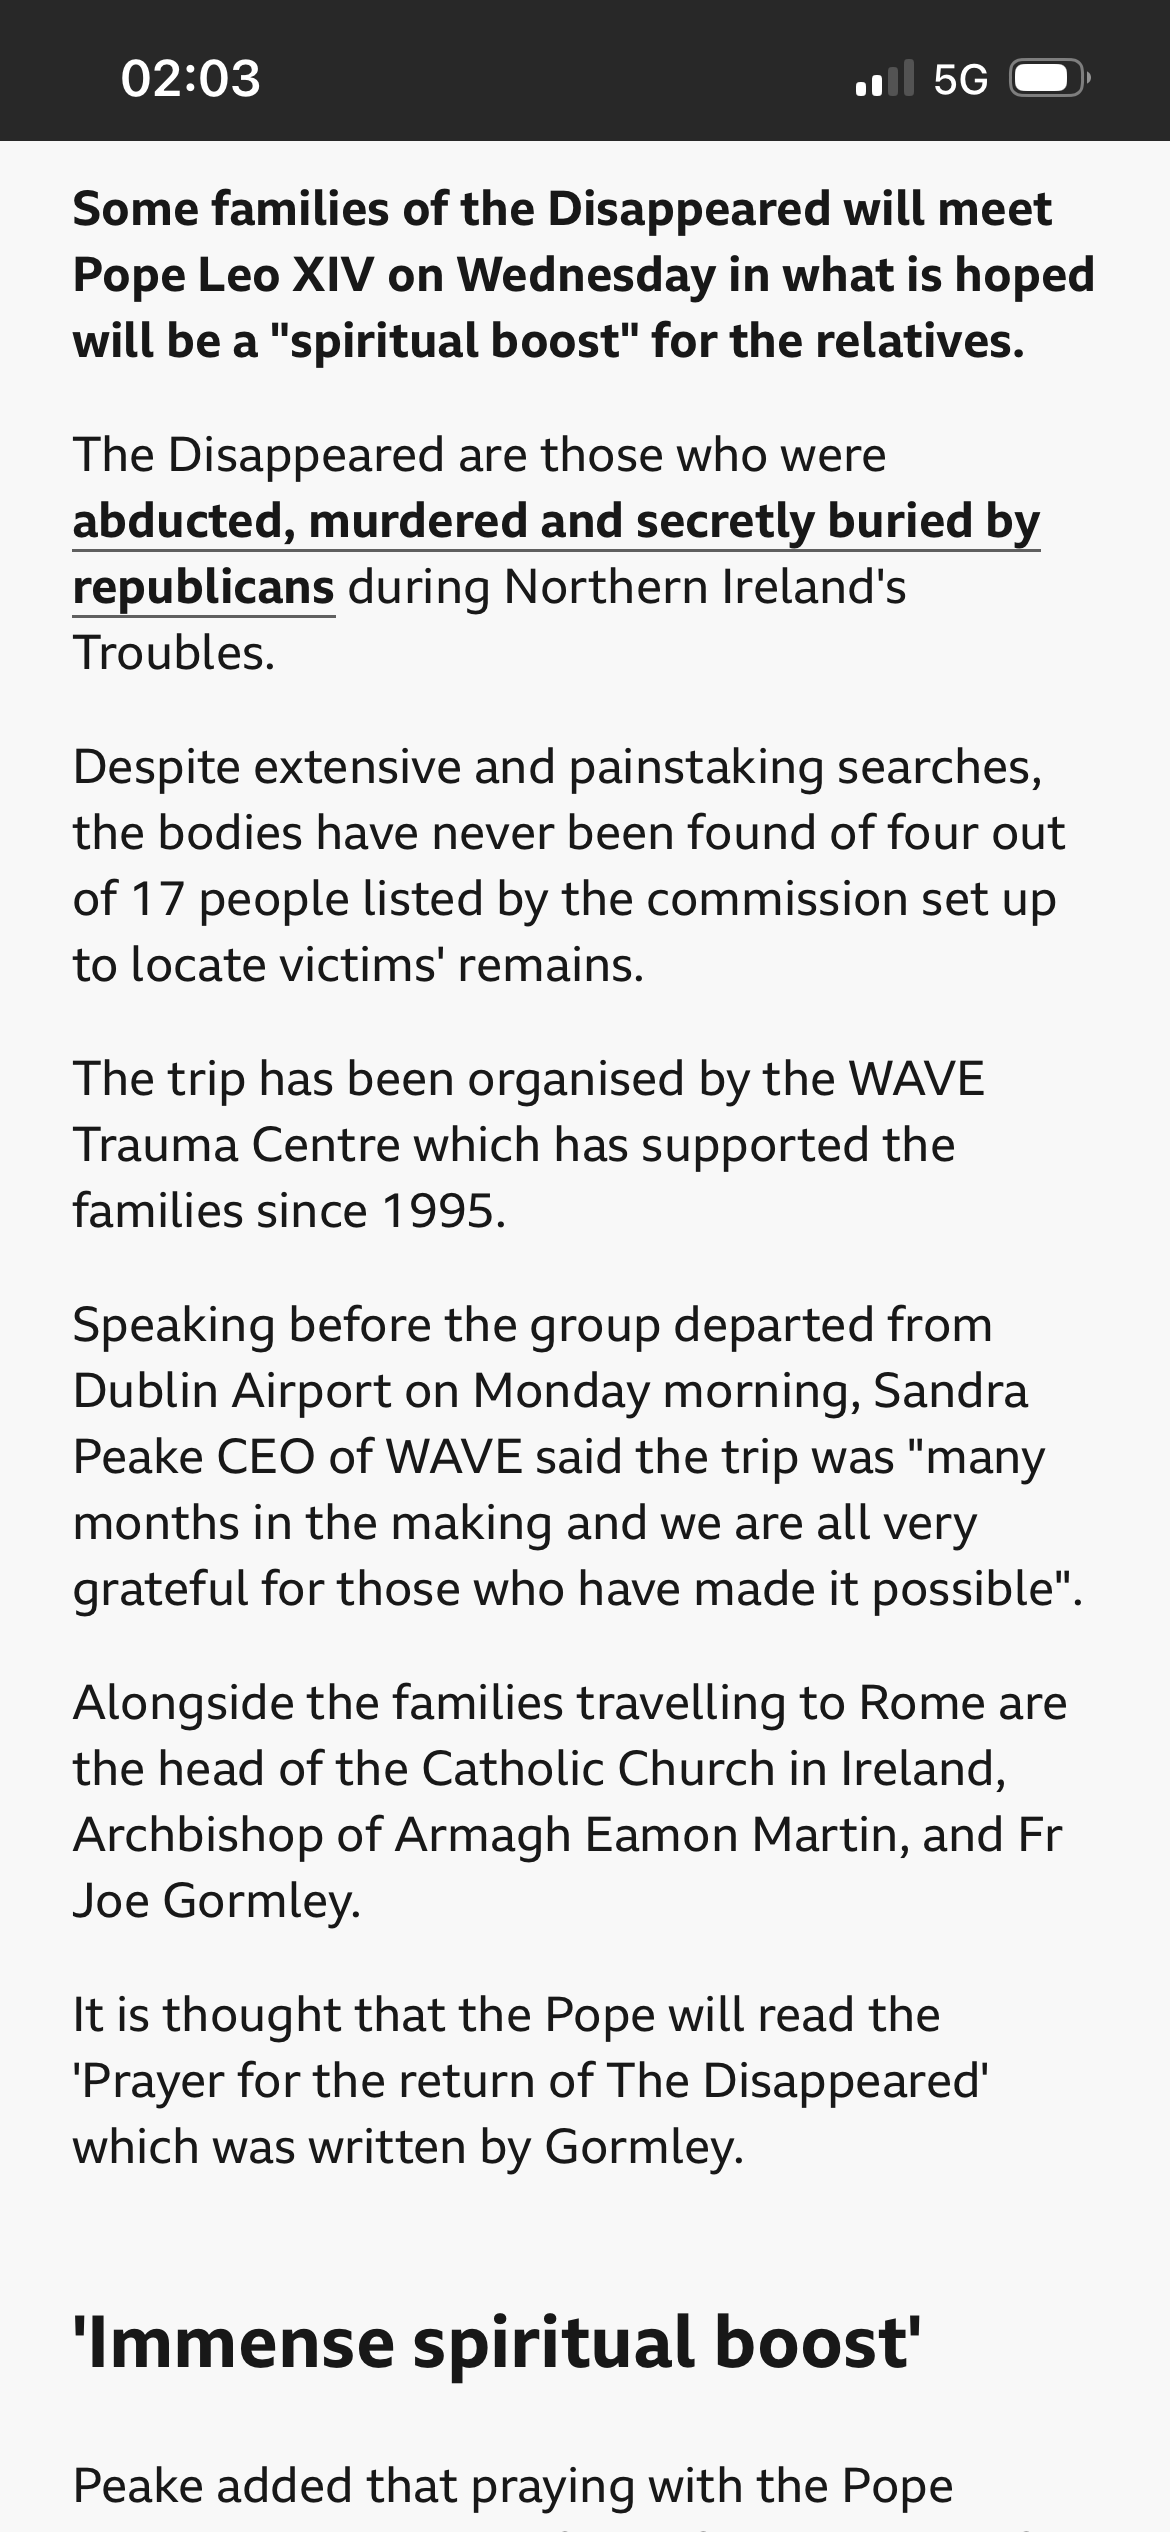 02:03
5G
Some families of the Disappeared will meet
Pope Leo XIV on Wednesday in what is hoped
will be a "spiritual boost" for the relatives.
The Disappeared are those who were
abducted, murdered and secretly buried by
republicans during Northern Ireland's
Troubles.
Despite extensive and painstaking searches,
the bodies have never been found of four out
of 17 people listed by the commission set up
to locate victims' remains.
The trip has been organised by the WAVE
Trauma Centre which has supported the
families since 1995.
Speaking before the group departed from
Dublin Airport on Monday morning, Sandra
Peake CEO of WAVE said the trip was "many
months in the making and we are all very
grateful for those who have made it possible".
Alongside the families travelling to Rome are
the head of the Catholic Church in Ireland,
Archbishop of Armagh Eamon Martin, and Fr
Joe Gormley.
It is thought that the Pope will read the
'Prayer for the return of The Disappeared'
which was written by Gormley.
'Immense spiritual boost'
Peake added that praying with the Pope